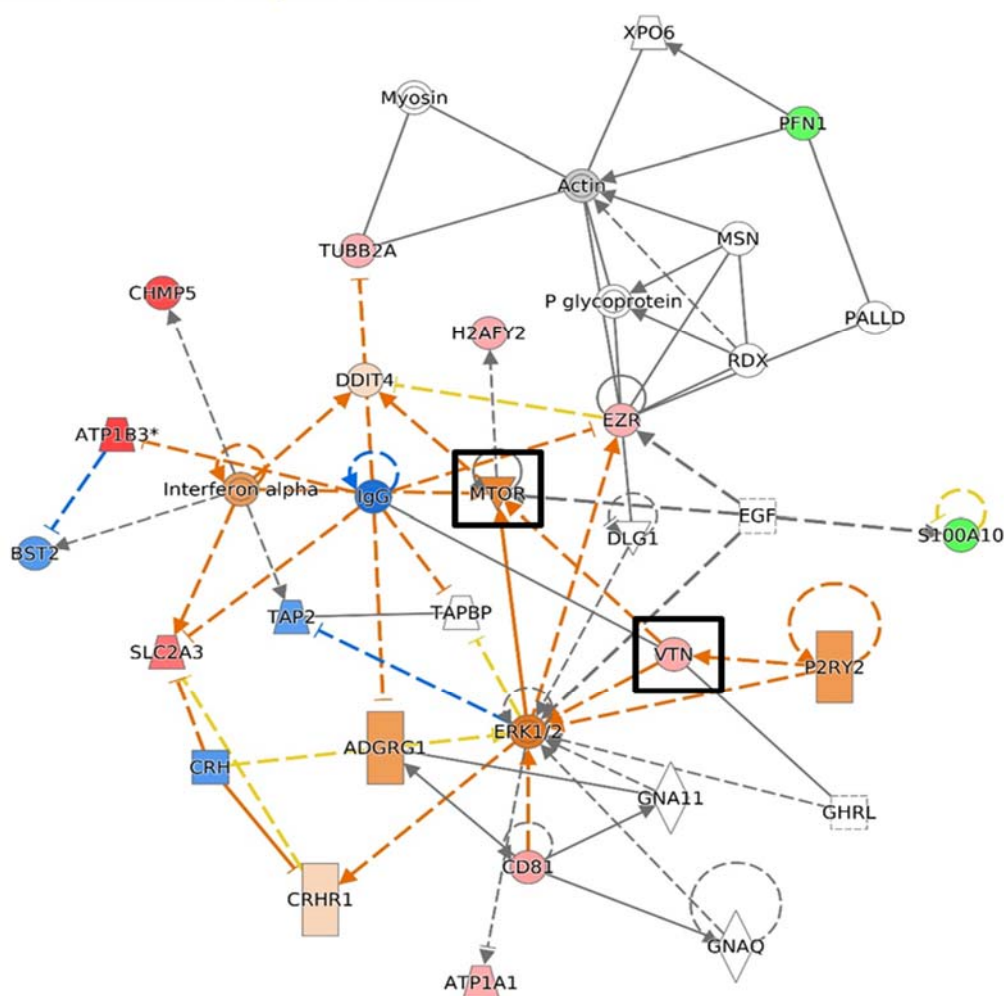 XPO6
Myosin
PFN1
Actin
MSN
TUBB2A
CHMP5
P glycoprotein
PALLD
H2AFY2
RDX
DDIT4
EZR
ATP1B3*
Interferon alpha
IgG
MTOR
EGF
S100A10
DLG1
BST2
TAP2
TAPBP
SLC2A3
VTN
P2RY2
ERK1/2
ADGRG1
CRH
GNA11
GHRL
CD81
CRHR1
GNAQ
ATP1A1